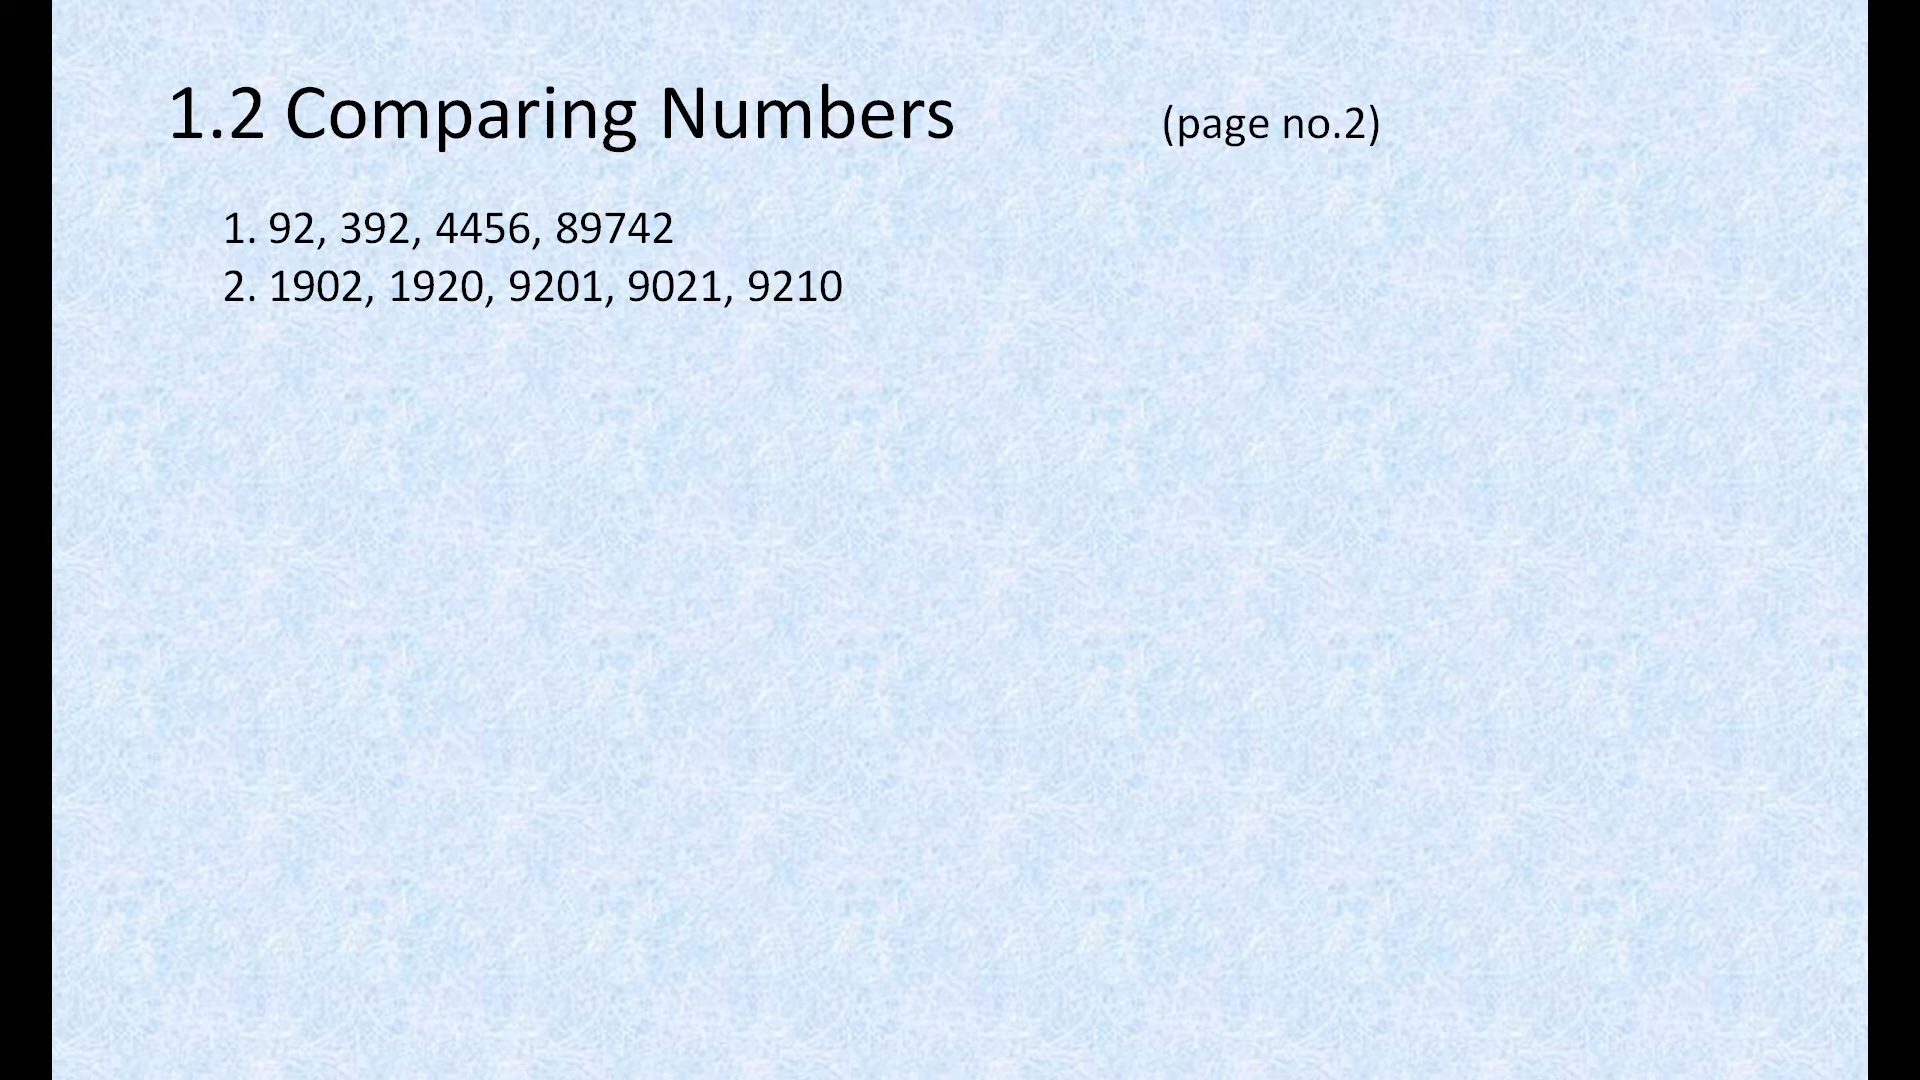 1.2 Comparing Numbers (page no.2)
1. 92, 392, 4456, 89742
2. 1902, 1920, 9201, 9021, 9210